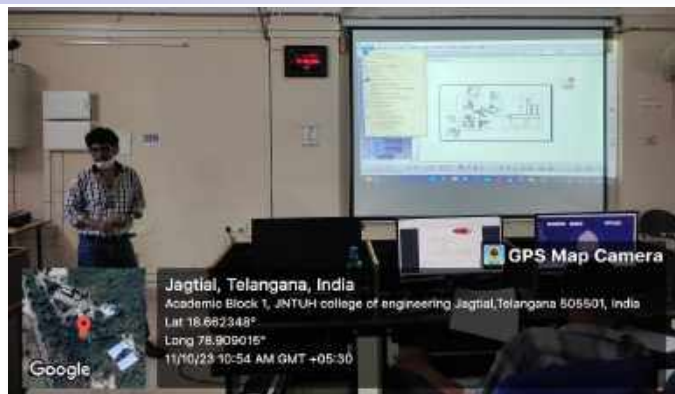 GPS Map Camera
Jagtial, Telangana, India
Academic Block 1, JNTUH college of engineering Jagtial,Telangana 505501, India
Lat 18.662348°
Long 78.909015°
11/10/23 10:54 AM GMT +05:30
Google